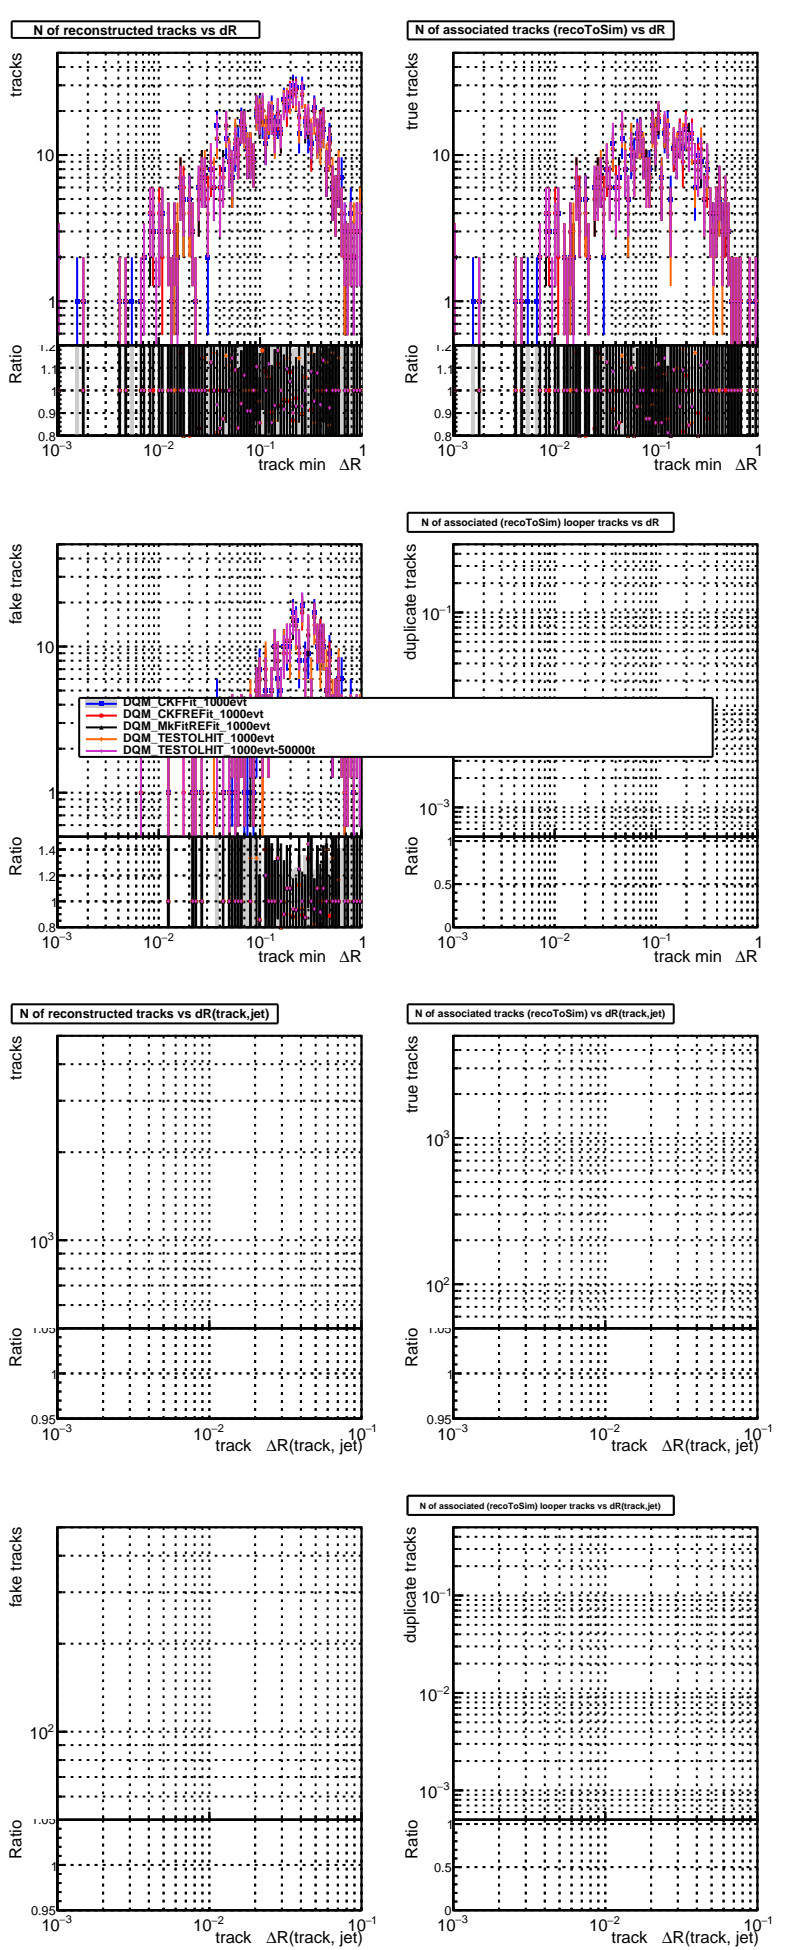 N of reconstructed tracks vs dR
tracks
10
1
Ratio
1.2
1.1
1
0.9
0.8
10⁻³ 10⁻² 10⁻¹ 1
track min ΔR
N of associated tracks (recoToSim) vs dR
true tracks
10
1
Ratio
1.2
1.1
1
0.9
0.8
10⁻³ 10⁻² 10⁻¹ 1
track min ΔR
fake tracks
10
1
Ratio
1.4
1.2
1
0.8
10⁻³ 10⁻² 10⁻¹ 1
track min ΔR
N of associated (recoToSim) looper tracks vs dR
duplicate tracks
10⁻¹
10⁻³
Ratio
1
0.5
0
10⁻³ 10⁻² 10⁻¹ 1
track min ΔR
DQM_CKFFit_1000evt
DQM_CKFREFit_1000evt
DQM_MkFitREFit_1000evt
DQM_TESTOLHIT_1000evt
DQM_TESTOLHIT_1000evt-50000t
N of reconstructed tracks vs dR(track,jet)
tracks
10³
Ratio
1.05
1
0.95
10⁻³ 10⁻² 10⁻¹
track ΔR(track, jet)
N of associated tracks (recoToSim) vs dR(track,jet)
true tracks
10³
10²
Ratio
1.05
1
0.95
10⁻³ 10⁻² 10⁻¹
track ΔR(track, jet)
fake tracks
10²
Ratio
1.05
1
0.95
10⁻³ 10⁻² 10⁻¹
track ΔR(track, jet)
N of associated (recoToSim) looper tracks vs dR(track,jet)
duplicate tracks
10⁻¹
10⁻²
10⁻³
Ratio
1
0.5
0
10⁻³ 10⁻² 10⁻¹
track ΔR(track, jet)